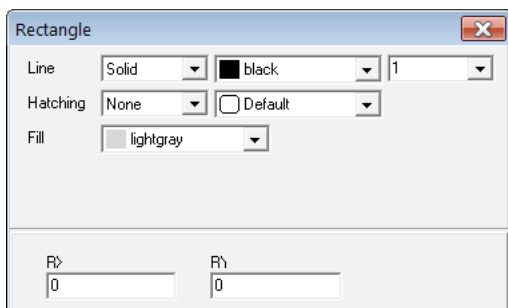 Rectangle
Line Solid black 1
Hatching None Default
Fill lightgray
R> R\
0 0